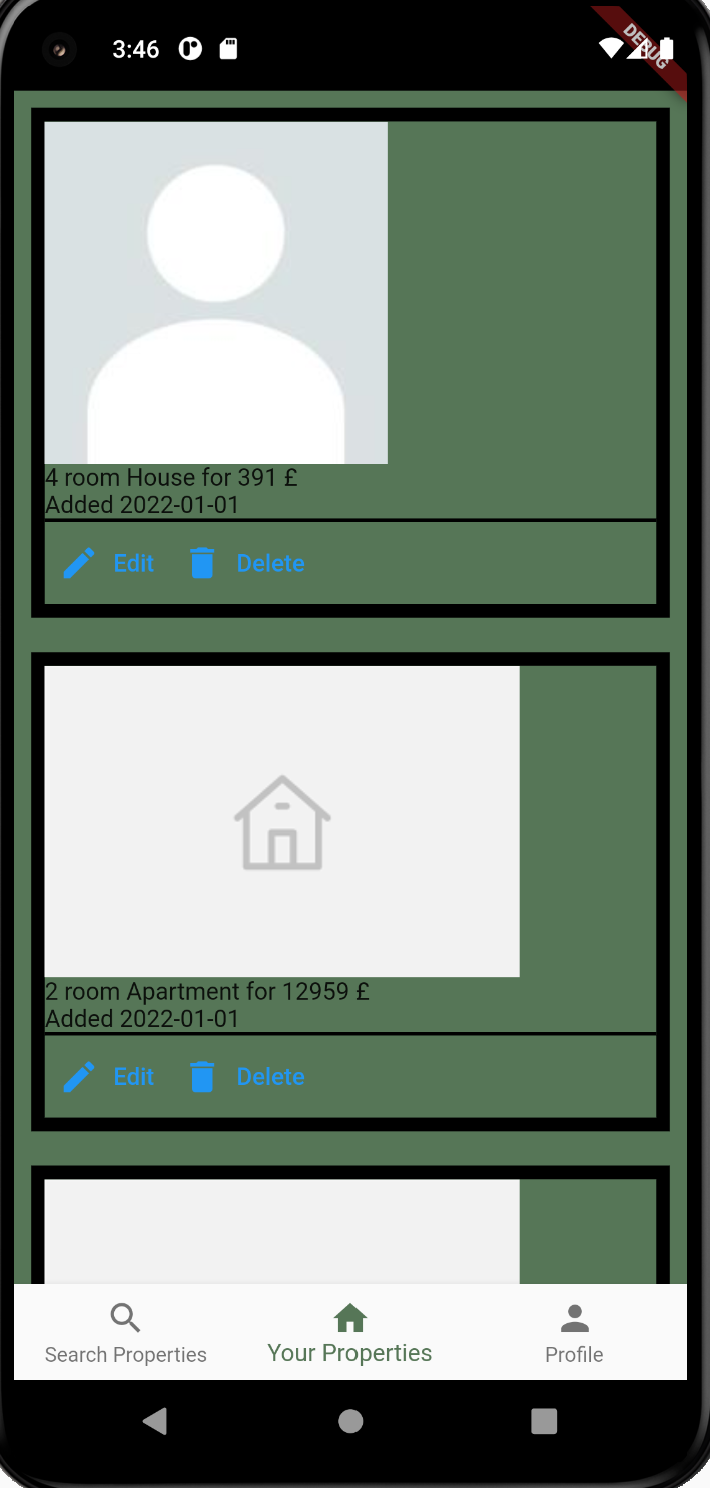 3:46
DEBUG
4 room House for 391 £
Added 2022-01-01
Edit Delete
2 room Apartment for 12959 £
Added 2022-01-01
Edit Delete
Search Properties Your Properties Profile